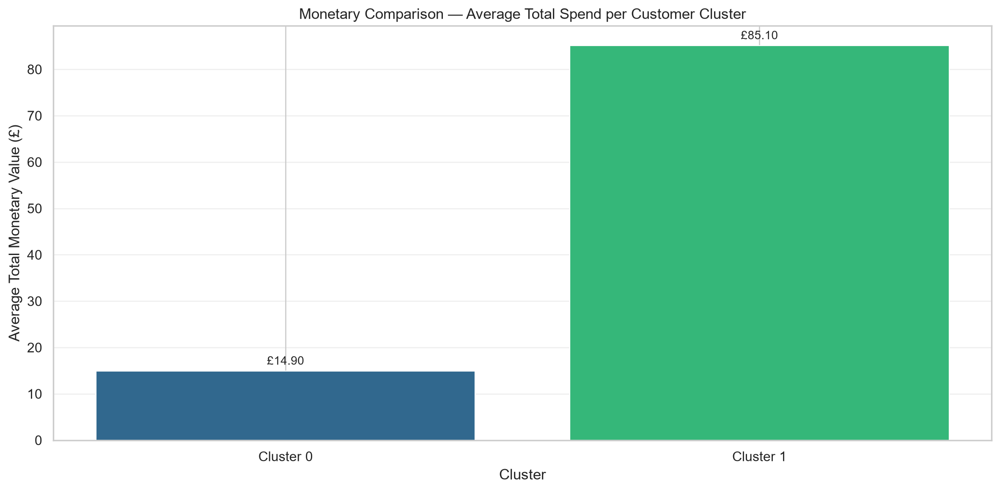 Monetary Comparison — Average Total Spend per Customer Cluster
Average Total Monetary Value (£)
80
70
60
50
40
30
20
10
0
£14.90
£85.10
Cluster 0
Cluster 1
Cluster